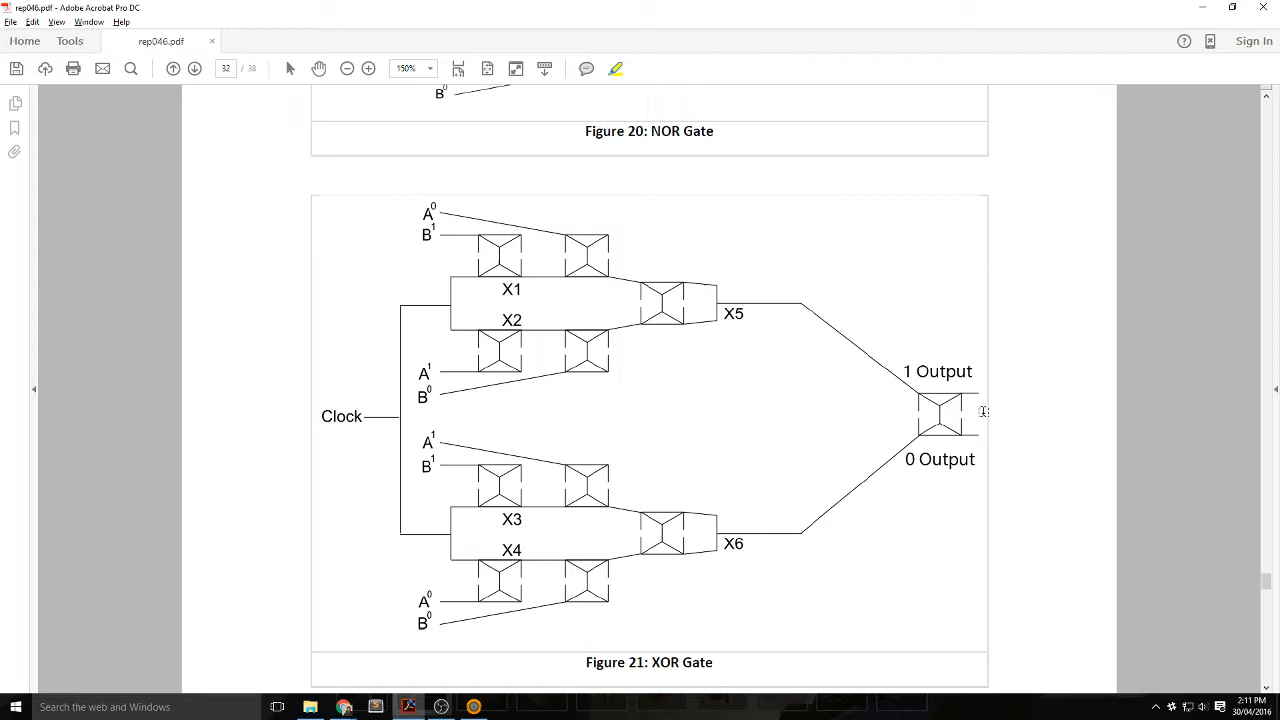 rep046.pdf - Adobe Acrobat Pro DC
File Edit View Window Help
Home Tools rep046.pdf × Sign In
32 / 38 150%
B0
Figure 20: NOR Gate
A0
B1
X1
X2
X5
A1
B0
1 Output
Clock
A1
B1
0 Output
X3
X4
X6
A0
B0
Figure 21: XOR Gate
Search the web and Windows
2:11 PM
30/04/2016